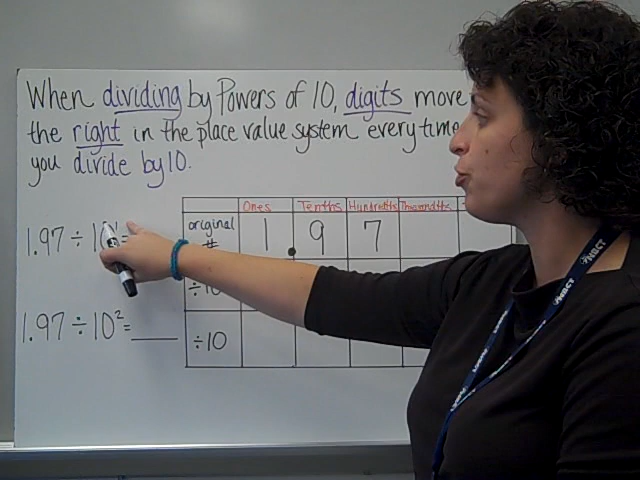 When dividing by Powers of 10, digits move
the right in the place value system every time
you divide by 10.
Ones Tenths Hundredths Thousandths
original # 1 . 9 7
1.97 ÷ 10
÷10
1.97 ÷ 10² = ____
÷10
NBCT